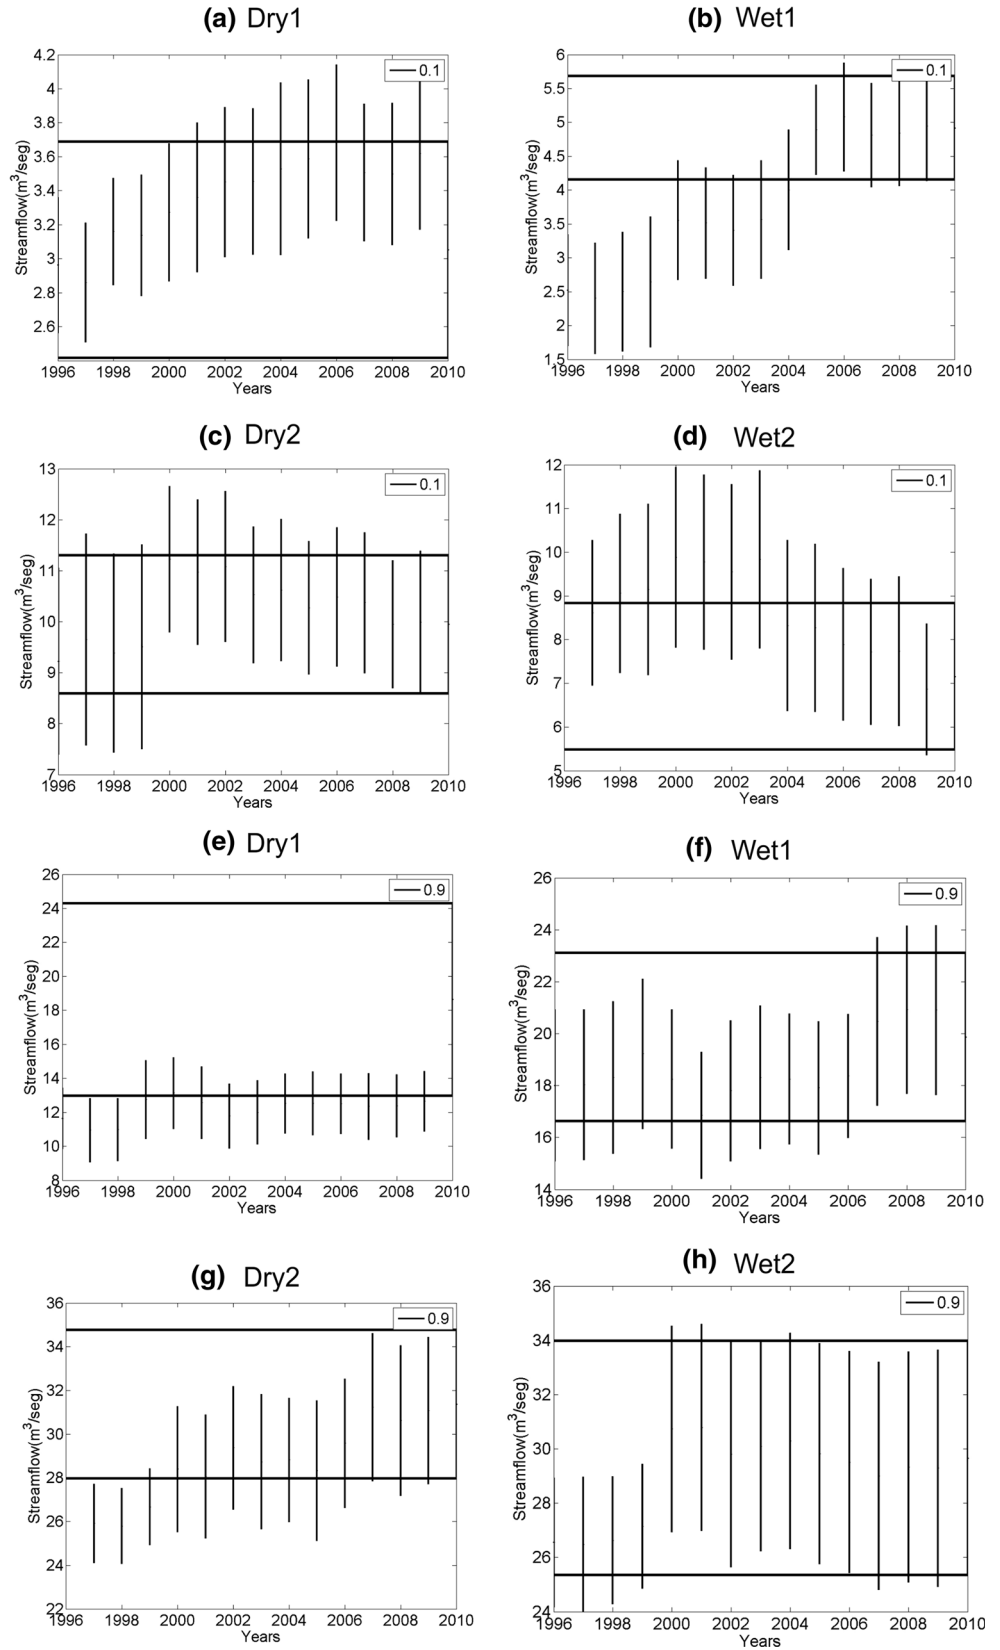 (a) Dry1
4.2
4
3.8
3.6
3.4
3.2
3
2.8
2.6
Streamflow(m³/seg)
0.1
1996 1998 2000 2002 2004 2006 2008 2010
Years
(b) Wet1
6
5.5
5
4.5
4
3.5
3
2.5
2
1.5
Streamflow(m³/seg)
0.1
1996 1998 2000 2002 2004 2006 2008 2010
Years
(c) Dry2
13
12
11
10
9
8
7
Streamflow(m³/seg)
0.1
1996 1998 2000 2002 2004 2006 2008 2010
Years
(d) Wet2
12
11
10
9
8
7
6
5
Streamflow(m³/seg)
0.1
1996 1998 2000 2002 2004 2006 2008 2010
Years
(e) Dry1
26
24
22
20
18
16
14
12
10
8
Streamflow(m³/seg)
0.9
1996 1998 2000 2002 2004 2006 2008 2010
Years
(f) Wet1
26
24
22
20
18
16
14
Streamflow(m³/seg)
0.9
1996 1998 2000 2002 2004 2006 2008 2010
Years
(g) Dry2
36
34
32
30
28
26
24
22
Streamflow(m³/seg)
0.9
1996 1998 2000 2002 2004 2006 2008 2010
Years
(h) Wet2
36
34
32
30
28
26
24
Streamflow(m³/seg)
0.9
1996 1998 2000 2002 2004 2006 2008 2010
Years